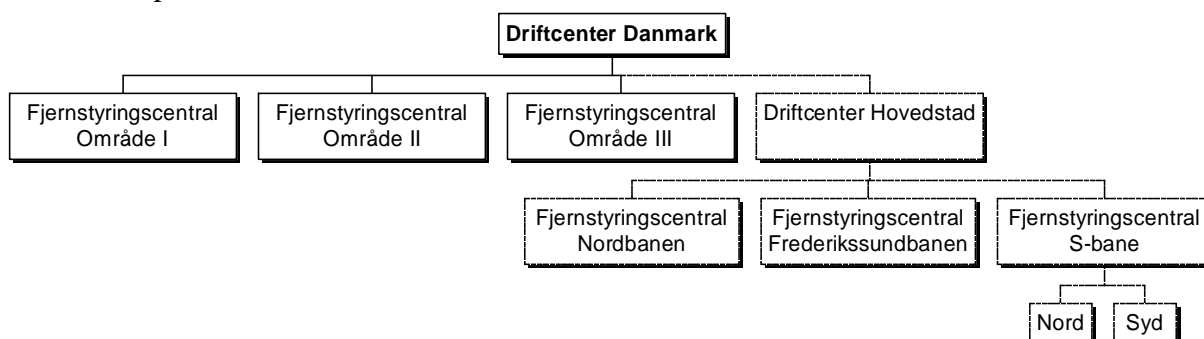 Driftcenter Danmark
Fjernstyringscentral
Område I
Fjernstyringscentral
Område II
Fjernstyringscentral
Område III
Driftcenter Hovedstad
Fjernstyringscentral
Nordbanen
Fjernstyringscentral
Frederikssundbanen
Fjernstyringscentral
S-bane
Nord
Syd